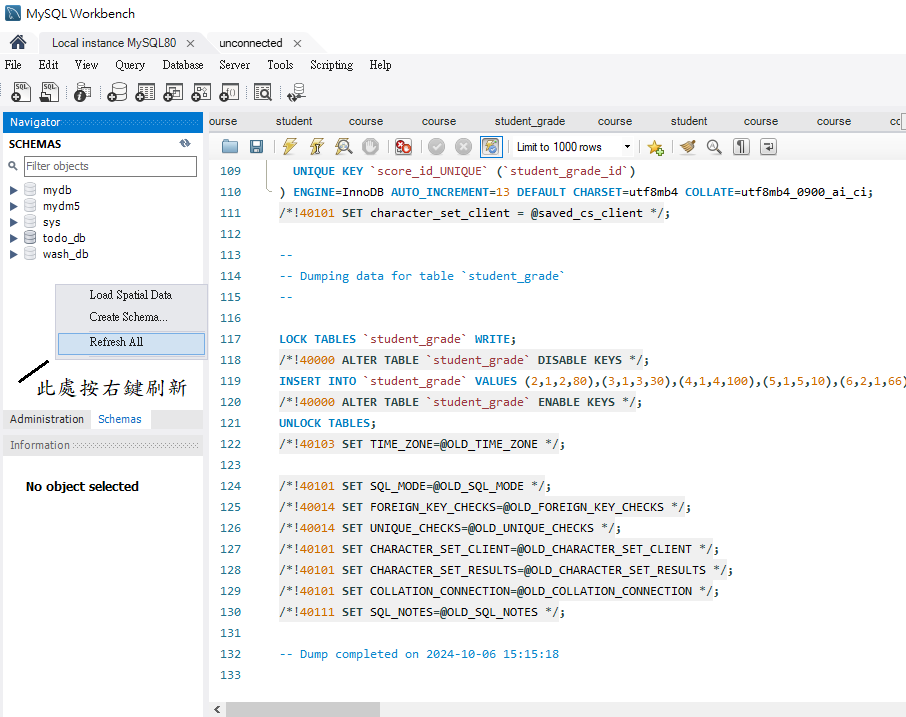 MySQL Workbench
Local instance MySQL80
unconnected
File Edit View Query Database Server Tools Scripting Help
Navigator
SCHEMAS
Filter objects
mydb
mydm5
sys
todo_db
wash_db
Load Spatial Data
Create Schema...
Refresh All
此處按右鍵刷新
Administration Schemas
Information
No object selected
ourse student course course student_grade course student course course co
Limit to 1000 rows
109 UNIQUE KEY `score_id_UNIQUE` (`student_grade_id`)
110 ) ENGINE=InnoDB AUTO_INCREMENT=13 DEFAULT CHARSET=utf8mb4 COLLATE=utf8mb4_0900_ai_ci;
111 /*!40101 SET character_set_client = @saved_cs_client */;
112
113 --
114 -- Dumping data for table `student_grade`
115 --
116
117 LOCK TABLES `student_grade` WRITE;
118 /*!40000 ALTER TABLE `student_grade` DISABLE KEYS */;
119 INSERT INTO `student_grade` VALUES (2,1,2,80),(3,1,3,30),(4,1,4,100),(5,1,5,10),(6,2,1,66)
120 /*!40000 ALTER TABLE `student_grade` ENABLE KEYS */;
121 UNLOCK TABLES;
122 /*!40103 SET TIME_ZONE=@OLD_TIME_ZONE */;
123
124 /*!40101 SET SQL_MODE=@OLD_SQL_MODE */;
125 /*!40014 SET FOREIGN_KEY_CHECKS=@OLD_FOREIGN_KEY_CHECKS */;
126 /*!40014 SET UNIQUE_CHECKS=@OLD_UNIQUE_CHECKS */;
127 /*!40101 SET CHARACTER_SET_CLIENT=@OLD_CHARACTER_SET_CLIENT */;
128 /*!40101 SET CHARACTER_SET_RESULTS=@OLD_CHARACTER_SET_RESULTS */;
129 /*!40101 SET COLLATION_CONNECTION=@OLD_COLLATION_CONNECTION */;
130 /*!40111 SET SQL_NOTES=@OLD_SQL_NOTES */;
131
132 -- Dump completed on 2024-10-06 15:15:18
133